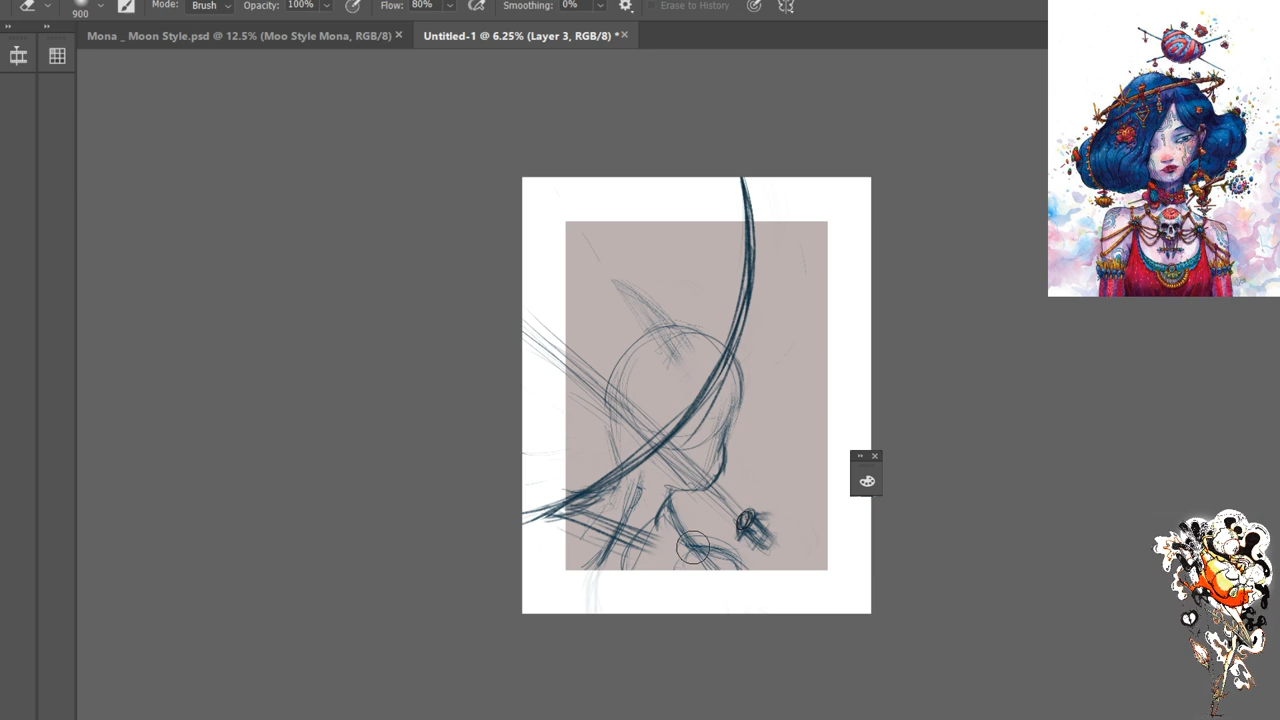 Mode: Brush Opacity: 100% Flow: 80% Smoothing: 0% Erase to History
900
Mona _ Moon Style.psd @ 12.5% (Moo Style Mona, RGB/8) × Untitled-1 @ 6.25% (Layer 3, RGB/8) * ×